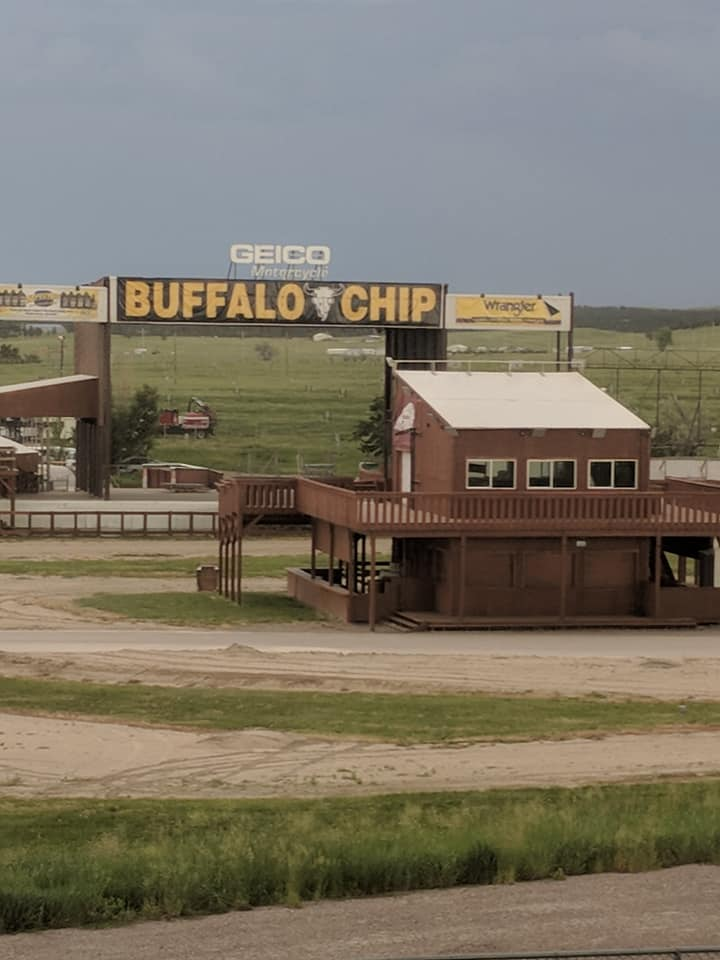 GEICO
Motorcycle
BUFFALO CHIP
Wrangler